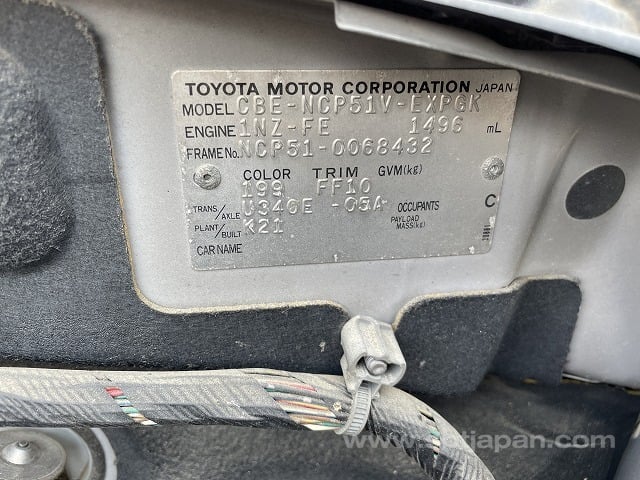 TOYOTA MOTOR CORPORATION JAPAN
MODEL CBE-NCP51V-EXPGK
ENGINE 1NZ-FE 1496 mL
FRAME No. NCP51-0068432
COLOR TRIM GVM(kg)
199 FF10
TRANS/AXLE U340E -03A OCCUPANTS C
PLANT/BUILT K21 PAYLOAD MASS(kg)
CAR NAME